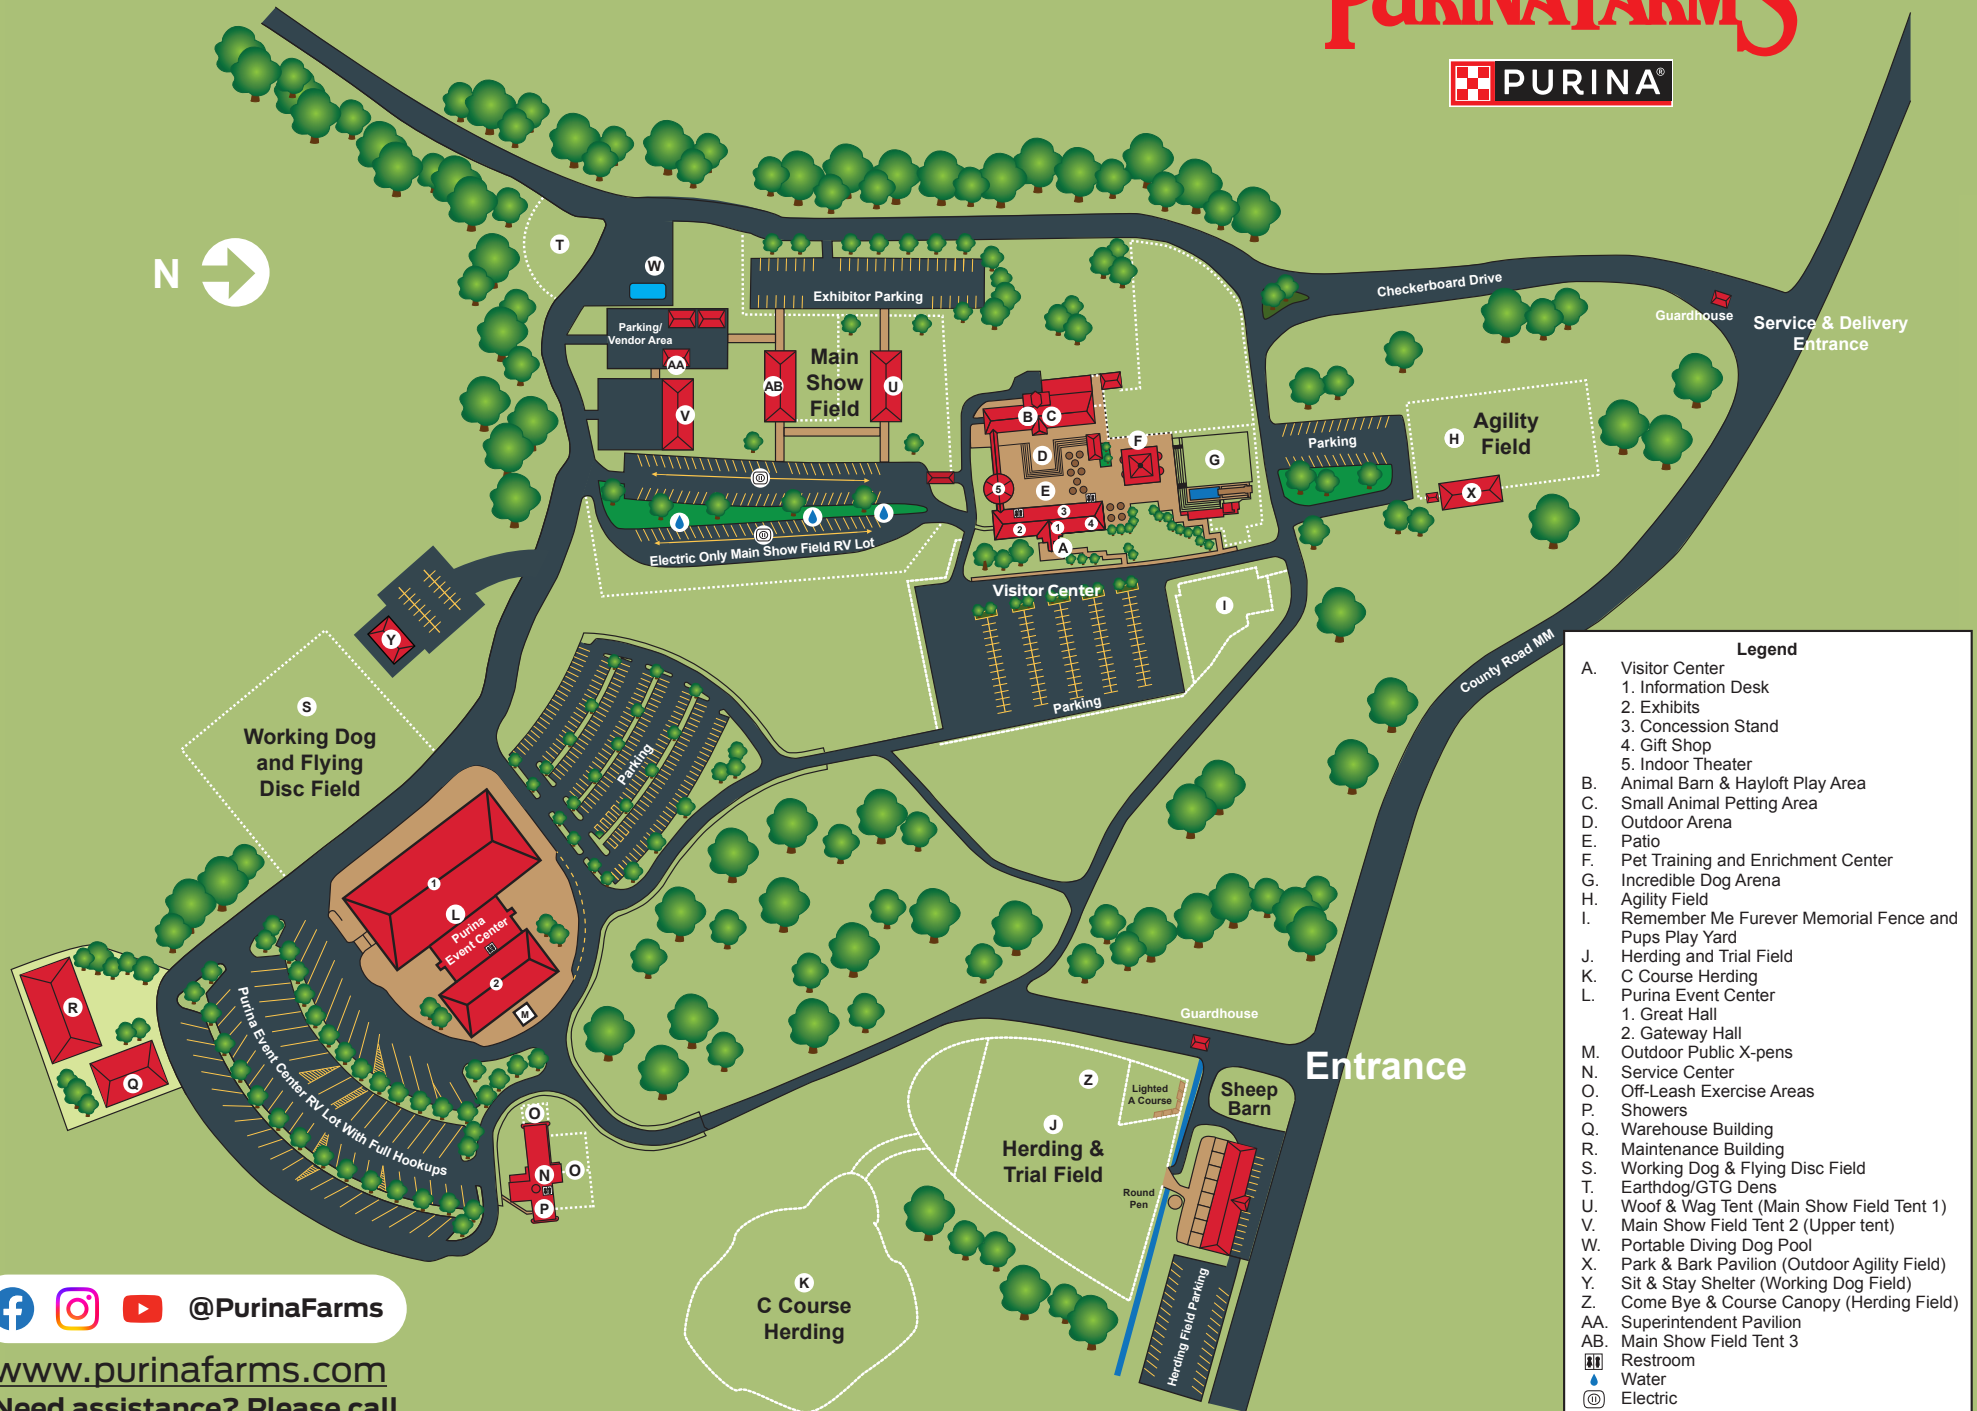 PURINA FARMS
PURINA®
N
T
W
Exhibitor Parking
Parking/
Vendor Area
AA
AB
Main
Show
Field
U
V
Checkerboard Drive
Guardhouse
Service & Delivery
Entrance
B C
D
E
F
G
5
3
2
1
4
A
Parking
H
Agility
Field
X
Electric Only Main Show Field RV Lot
Visitor Center
Parking
I
County Road MM
Y
S
Working Dog
and Flying
Disc Field
Parking
1
L
Purina
Event Center
2
M
R
Q
Purina Event Center RV Lot With Full Hookups
O
O
N
P
Guardhouse
Entrance
Sheep
Barn
Z
Lighted
A Course
J
Herding &
Trial Field
Round
Pen
K
C Course
Herding
Herding Field Parking
Legend
A. Visitor Center
1. Information Desk
2. Exhibits
3. Concession Stand
4. Gift Shop
5. Indoor Theater
B. Animal Barn & Hayloft Play Area
C. Small Animal Petting Area
D. Outdoor Arena
E. Patio
F. Pet Training and Enrichment Center
G. Incredible Dog Arena
H. Agility Field
I. Remember Me Furever Memorial Fence and
Pups Play Yard
J. Herding and Trial Field
K. C Course Herding
L. Purina Event Center
1. Great Hall
2. Gateway Hall
M. Outdoor Public X-pens
N. Service Center
O. Off-Leash Exercise Areas
P. Showers
Q. Warehouse Building
R. Maintenance Building
S. Working Dog & Flying Disc Field
T. Earthdog/GTG Dens
U. Woof & Wag Tent (Main Show Field Tent 1)
V. Main Show Field Tent 2 (Upper tent)
W. Portable Diving Dog Pool
X. Park & Bark Pavilion (Outdoor Agility Field)
Y. Sit & Stay Shelter (Working Dog Field)
Z. Come Bye & Course Canopy (Herding Field)
AA. Superintendent Pavilion
AB. Main Show Field Tent 3
Restroom
Water
Electric
@PurinaFarms
www.purinafarms.com
Need assistance? Please call